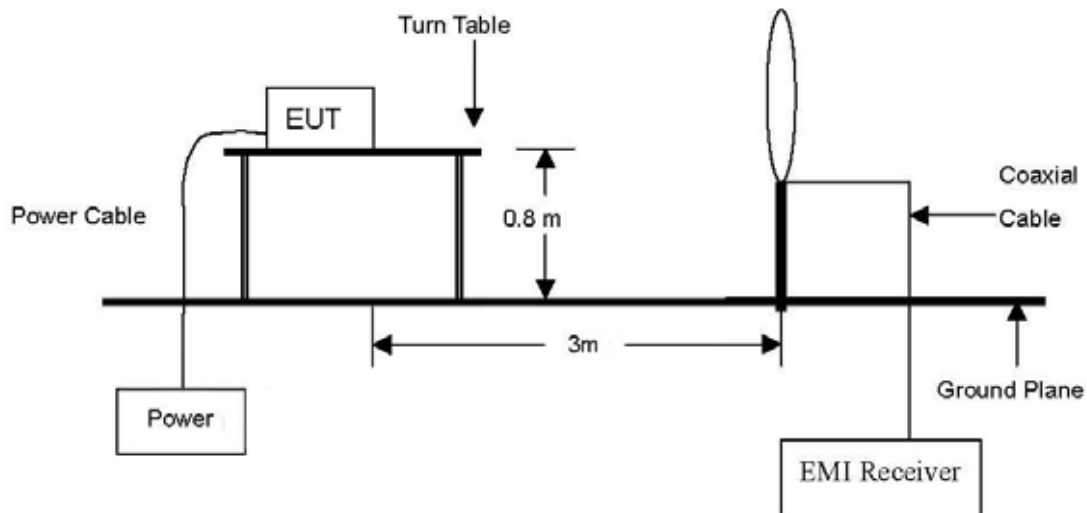 Turn Table
EUT
Power Cable
0.8 m
Coaxial
Cable
3m
Ground Plane
Power
EMI Receiver